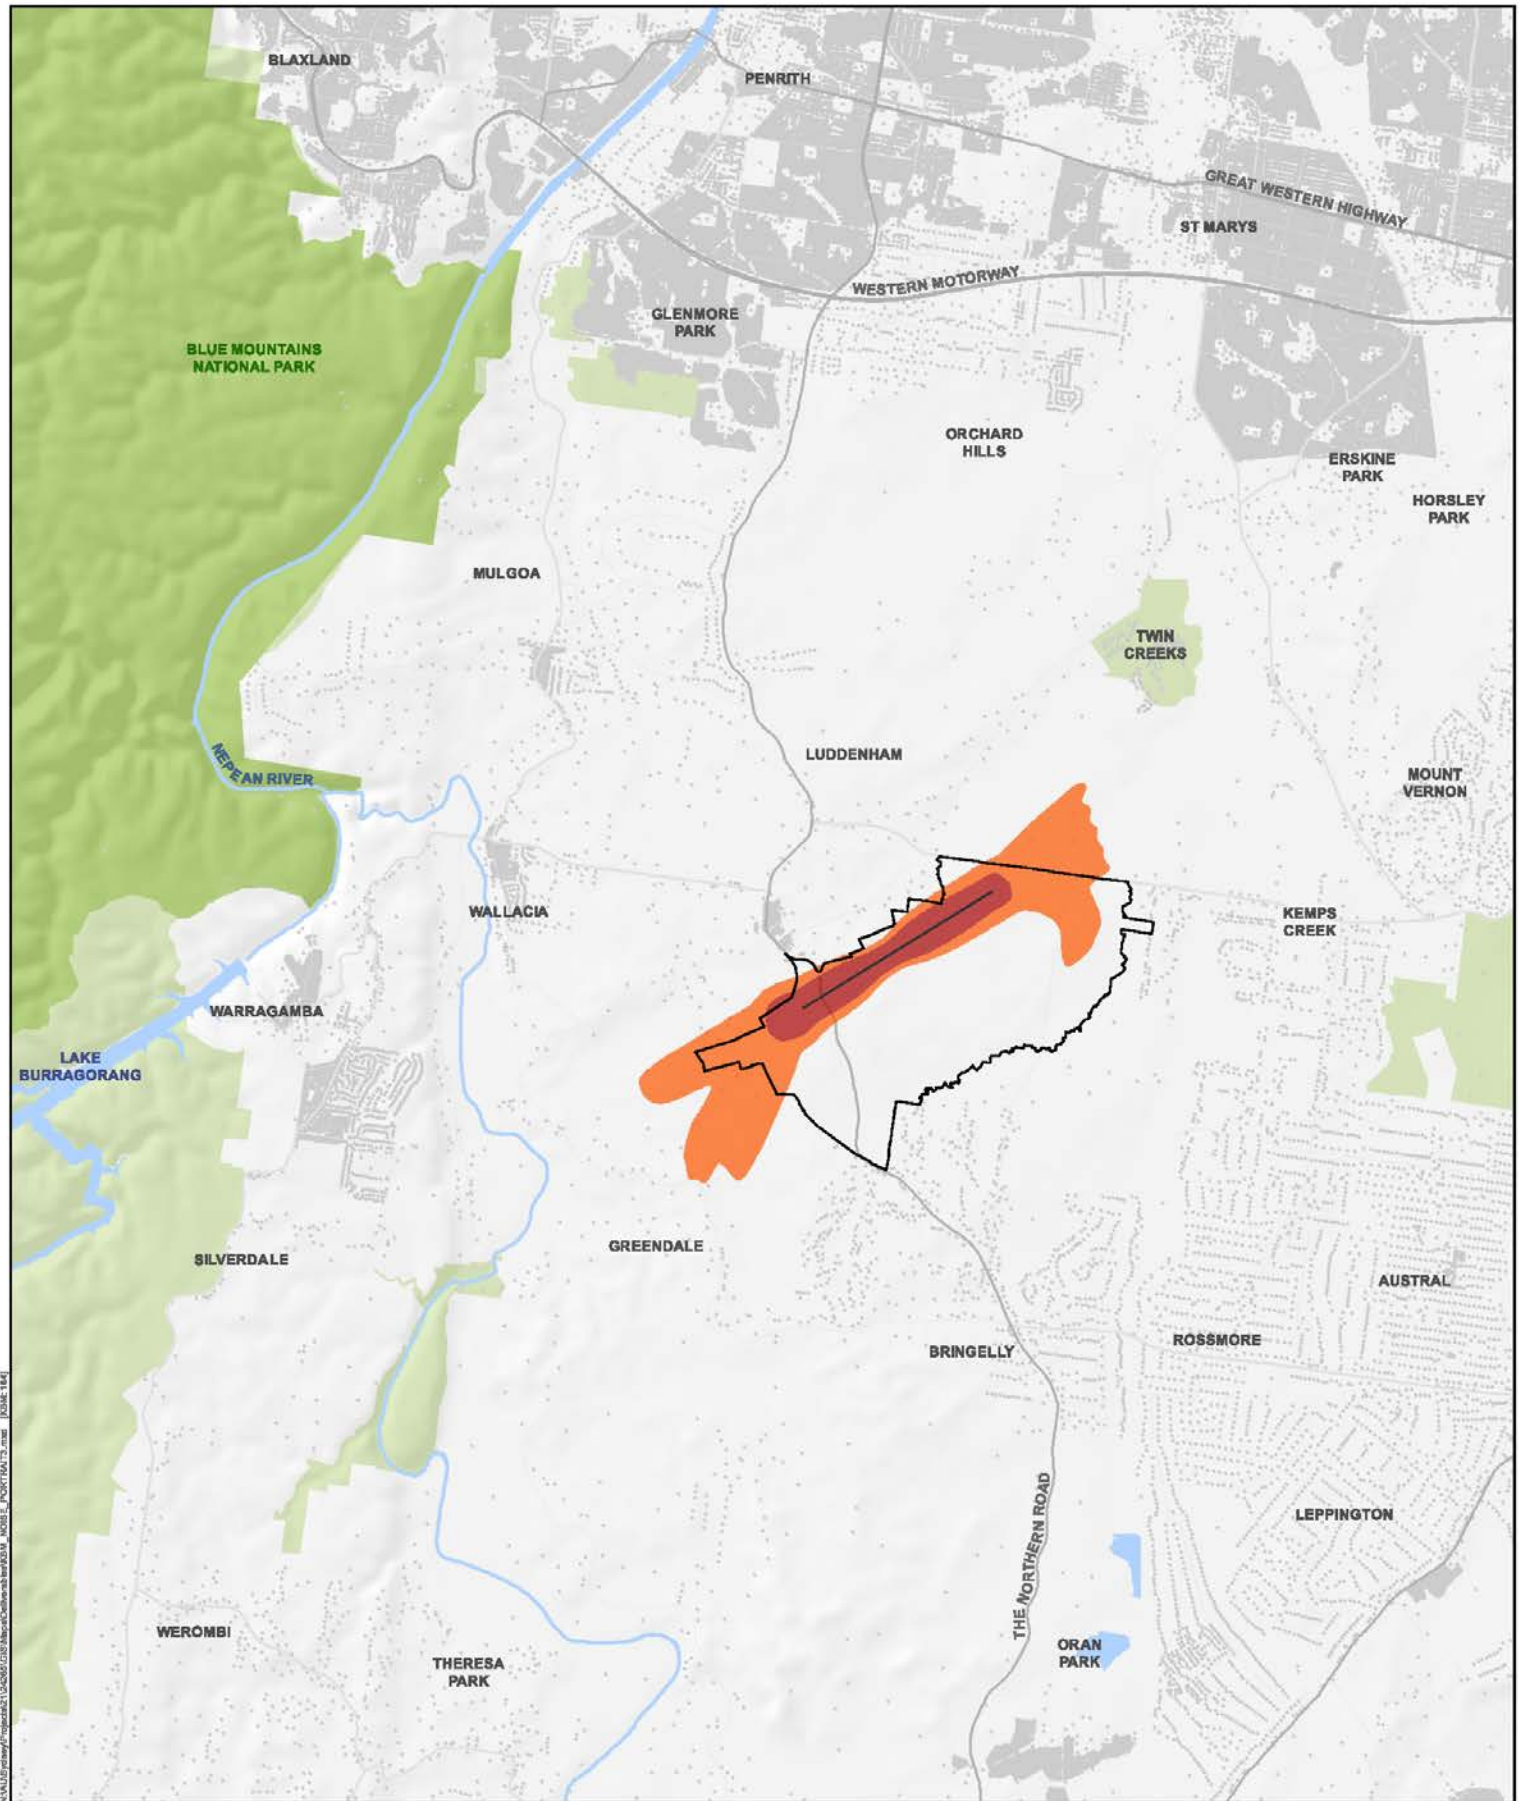 BLAXLAND
PENRITH
GREAT WESTERN HIGHWAY
ST MARYS
WESTERN MOTORWAY
GLENMORE
PARK
BLUE MOUNTAINS
NATIONAL PARK
ORCHARD
HILLS
ERSKINE
PARK
HORSLEY
PARK
MULGOA
TWIN
CREEKS
LUDDENHAM
NEPEAN RIVER
MOUNT
VERNON
WALLACIA
KEMPS
CREEK
WARRAGAMBA
LAKE
BURRAGORANG
GREENDALE
SILVERDALE
AUSTRAL
ROSSMORE
BRINGELLY
THE NORTHERN ROAD
LEPPINGTON
WEROMBI
THERESA
PARK
ORAN
PARK